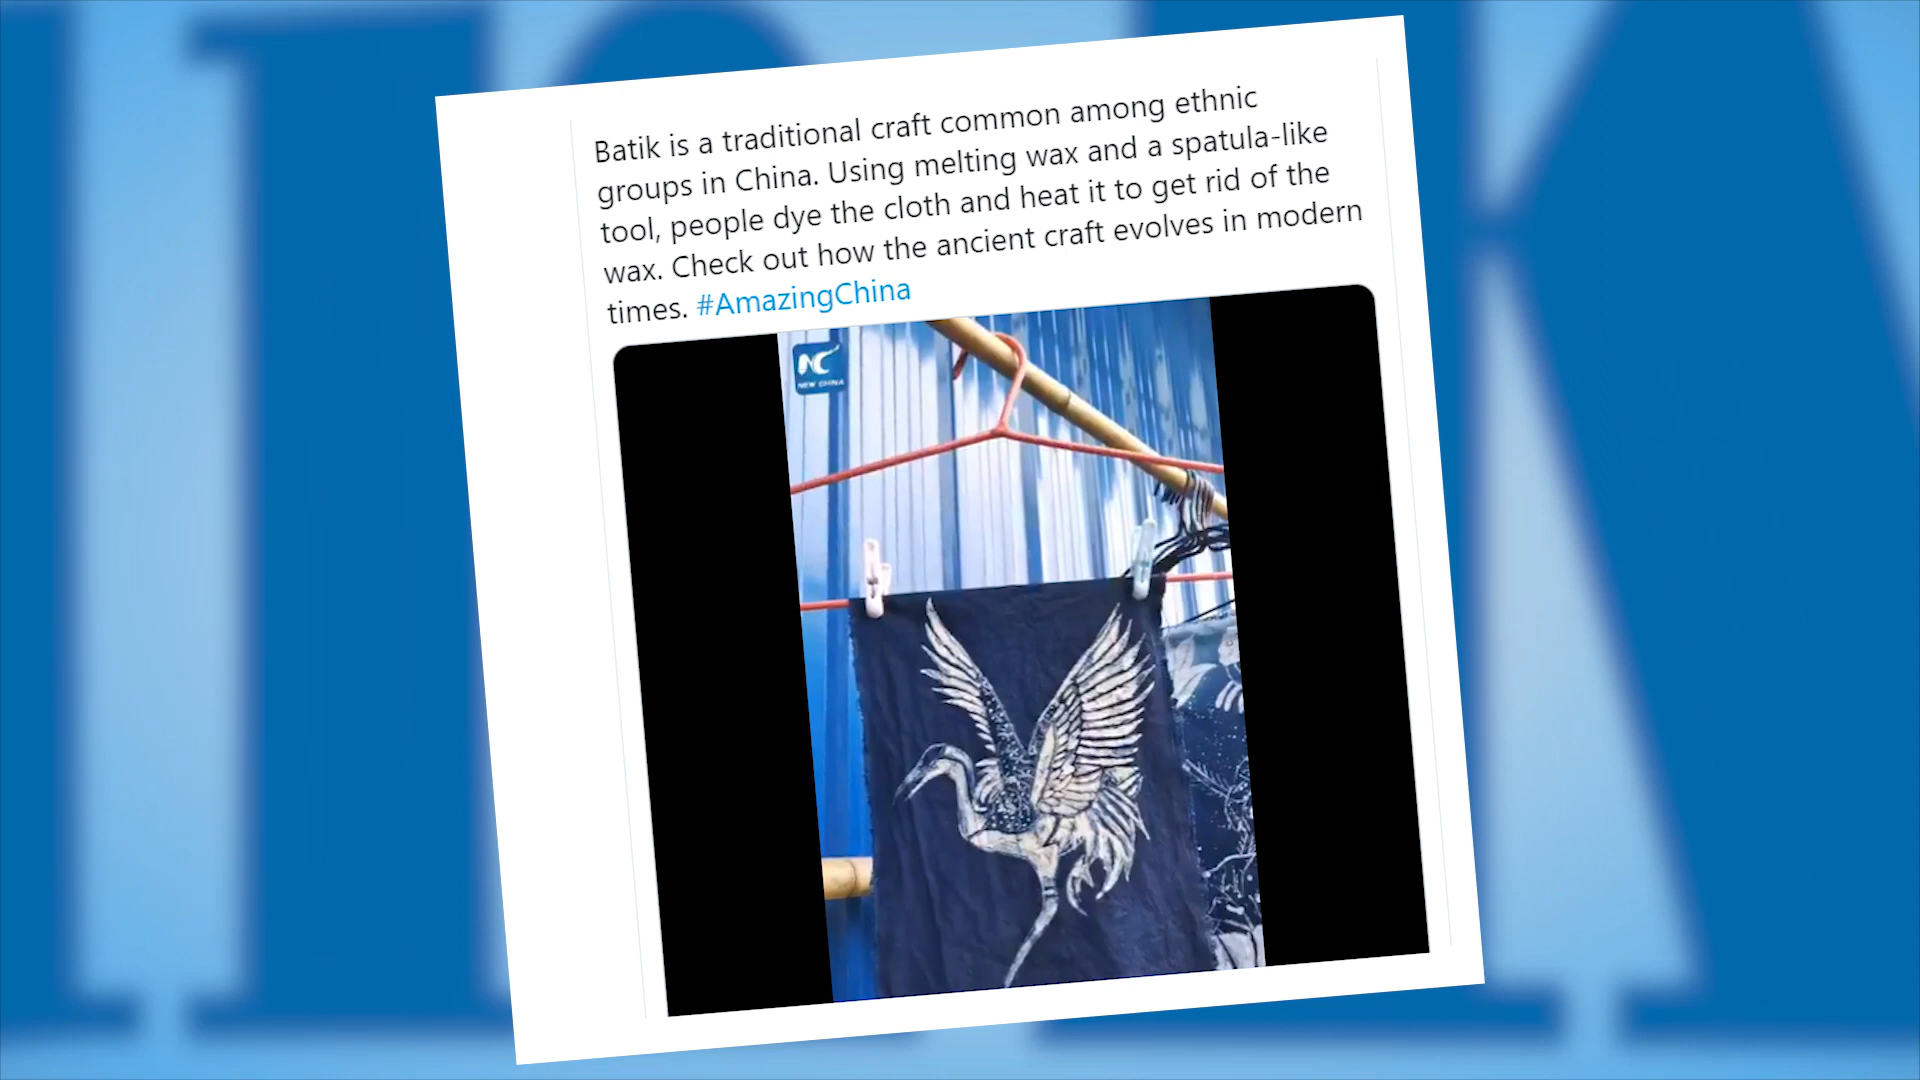 Batik is a traditional craft common among ethnic
groups in China. Using melting wax and a spatula-like
tool, people dye the cloth and heat it to get rid of the
wax. Check out how the ancient craft evolves in modern
times. #AmazingChina
NC
NEW CHINA